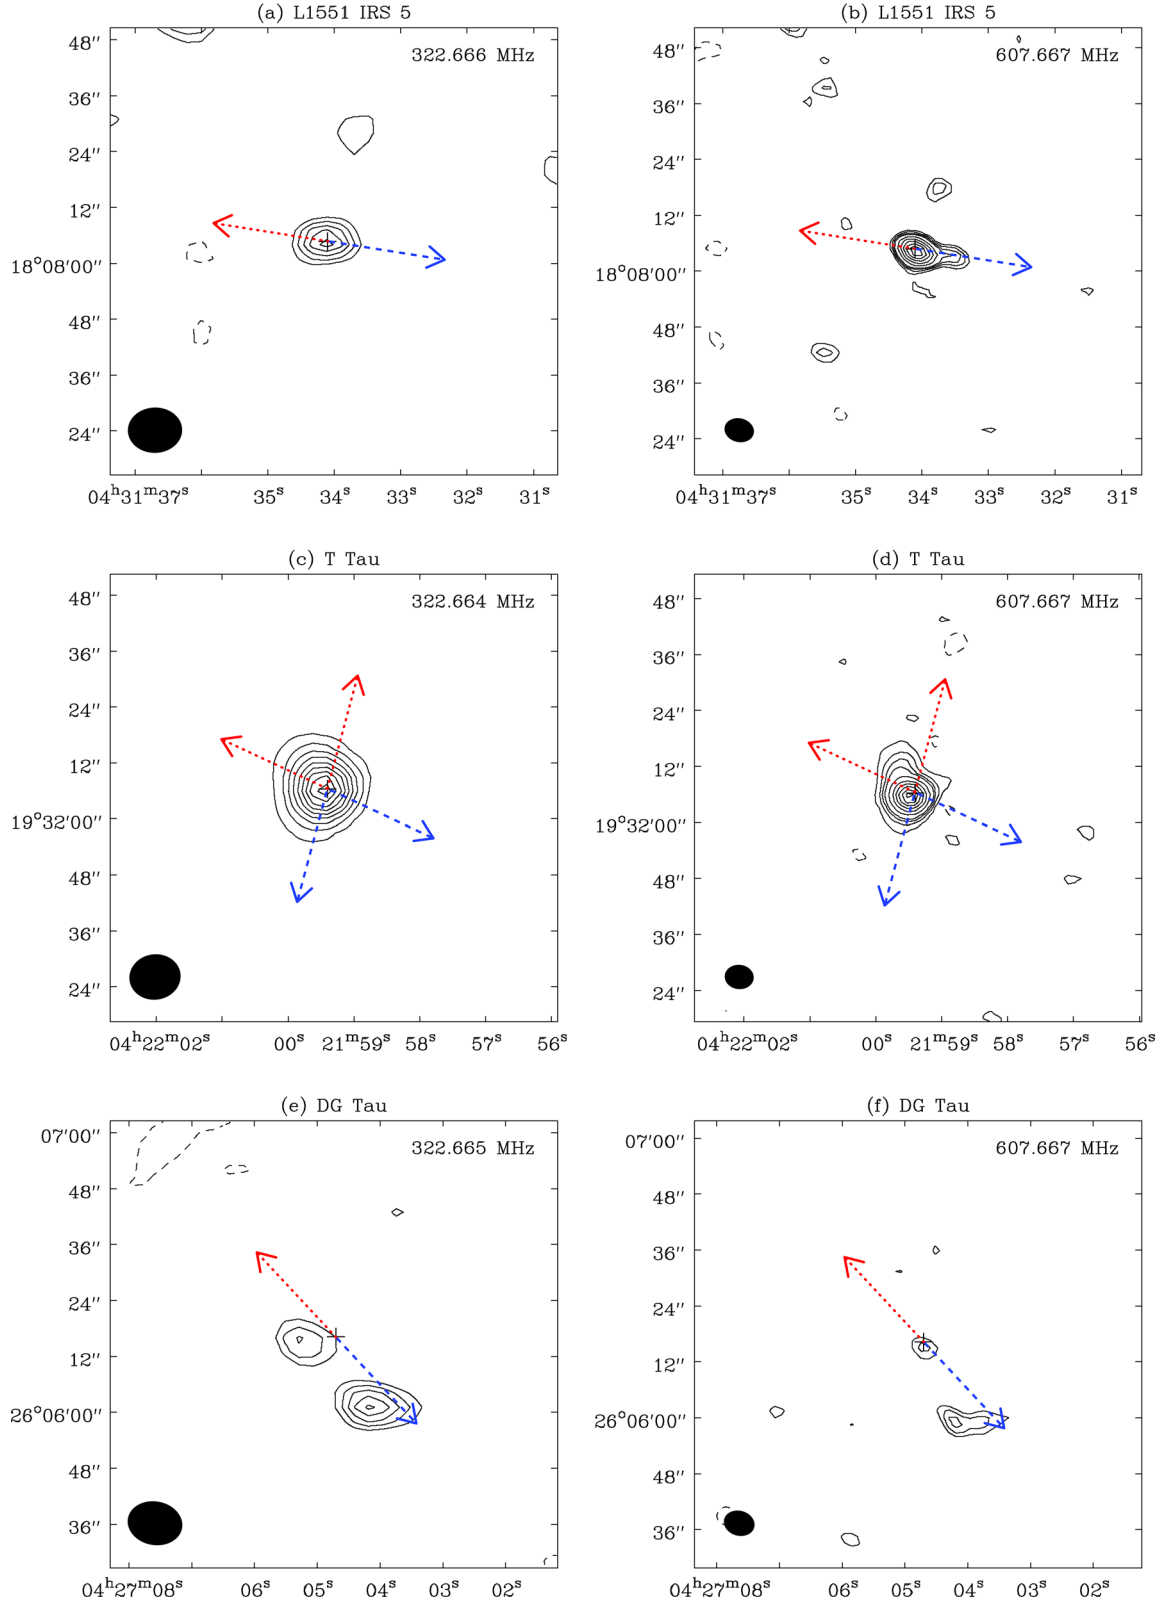 (a) L1551 IRS 5
322.666 MHz
48''
36''
24''
12''
18°08'00''
48''
36''
24''
04ʰ31ᵐ37ˢ 35ˢ 34ˢ 33ˢ 32ˢ 31ˢ
(b) L1551 IRS 5
607.667 MHz
48''
36''
24''
12''
18°08'00''
48''
36''
24''
04ʰ31ᵐ37ˢ 35ˢ 34ˢ 33ˢ 32ˢ 31ˢ
(c) T Tau
322.664 MHz
48''
36''
24''
12''
19°32'00''
48''
36''
24''
04ʰ22ᵐ02ˢ 00ˢ 21ᵐ59ˢ 58ˢ 57ˢ 56ˢ
(d) T Tau
607.667 MHz
48''
36''
24''
12''
19°32'00''
48''
36''
24''
04ʰ22ᵐ02ˢ 00ˢ 21ᵐ59ˢ 58ˢ 57ˢ 56ˢ
(e) DG Tau
322.665 MHz
07'00''
48''
36''
24''
12''
26°06'00''
48''
36''
04ʰ27ᵐ08ˢ 06ˢ 05ˢ 04ˢ 03ˢ 02ˢ
(f) DG Tau
607.667 MHz
07'00''
48''
36''
24''
12''
26°06'00''
48''
36''
04ʰ27ᵐ08ˢ 06ˢ 05ˢ 04ˢ 03ˢ 02ˢ